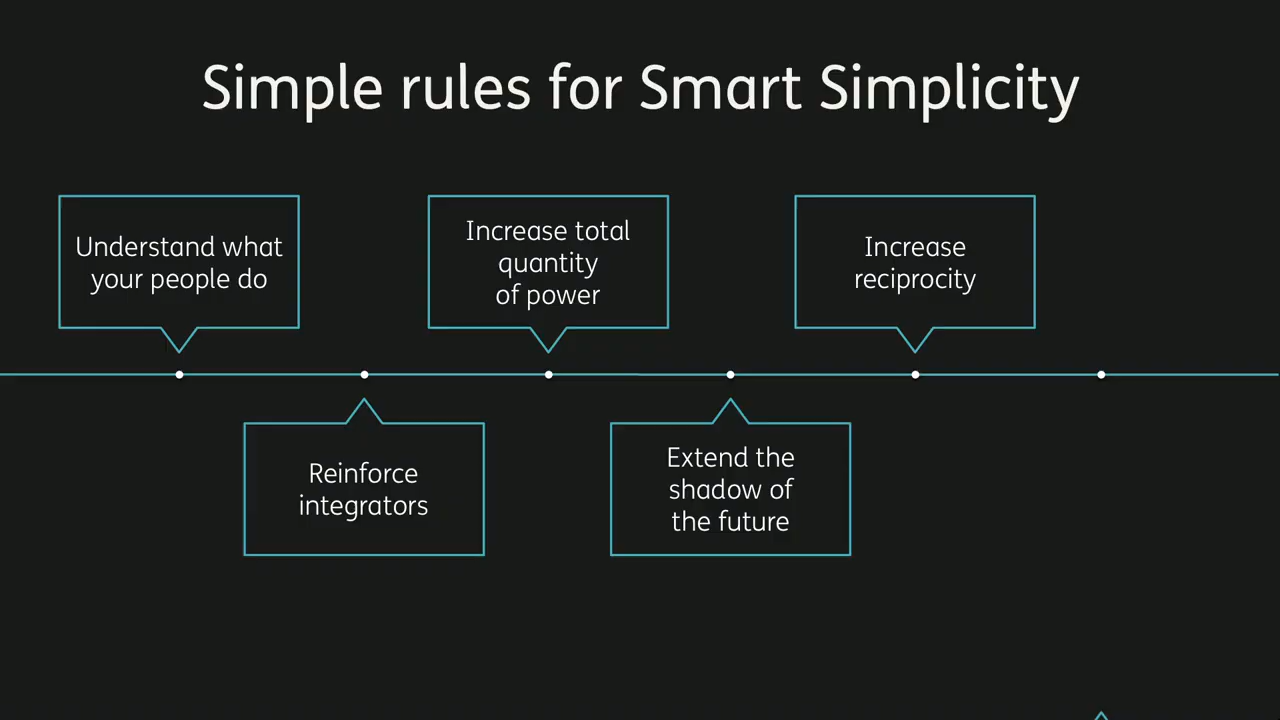 Simple rules for Smart Simplicity
Understand what
your people do
Increase total
quantity
of power
Increase
reciprocity
Reinforce
integrators
Extend the
shadow of
the future